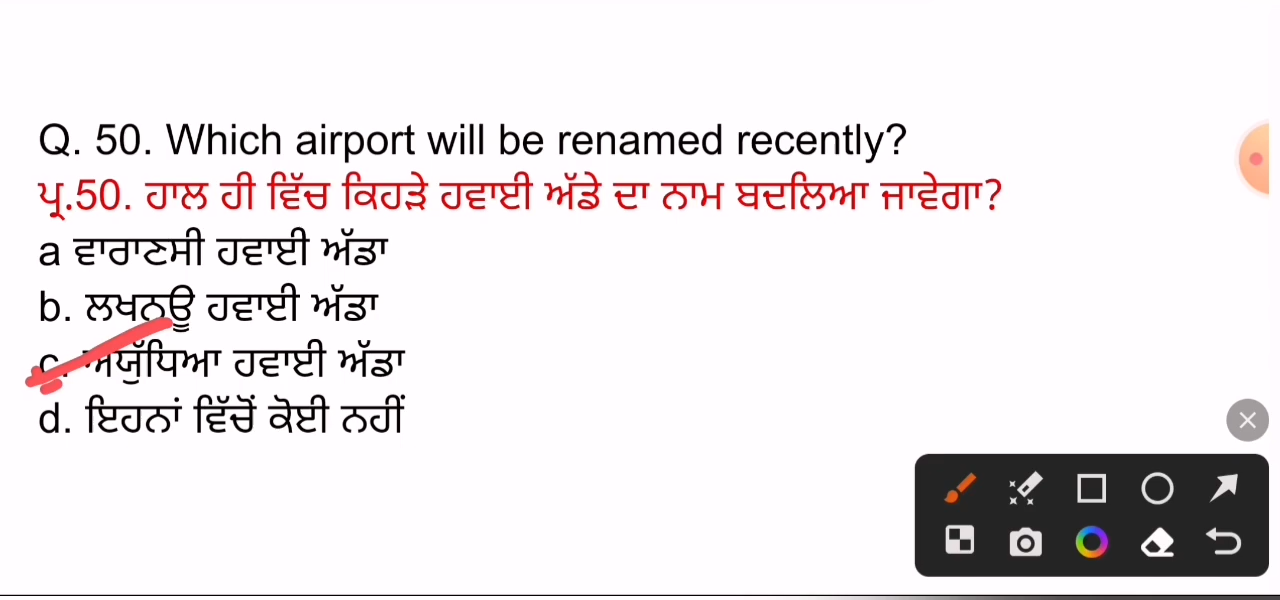 Q. 50. Which airport will be renamed recently?
ਪ੍ਰ.50. ਹਾਲ ਹੀ ਵਿੱਚ ਕਿਹੜੇ ਹਵਾਈ ਅੱਡੇ ਦਾ ਨਾਮ ਬਦਲਿਆ ਜਾਵੇਗਾ?
a ਵਾਰਾਣਸੀ ਹਵਾਈ ਅੱਡਾ
b. ਲਖਨਊ ਹਵਾਈ ਅੱਡਾ
c. ਅਯੁੱਧਿਆ ਹਵਾਈ ਅੱਡਾ
d. ਇਹਨਾਂ ਵਿੱਚੋਂ ਕੋਈ ਨਹੀਂ